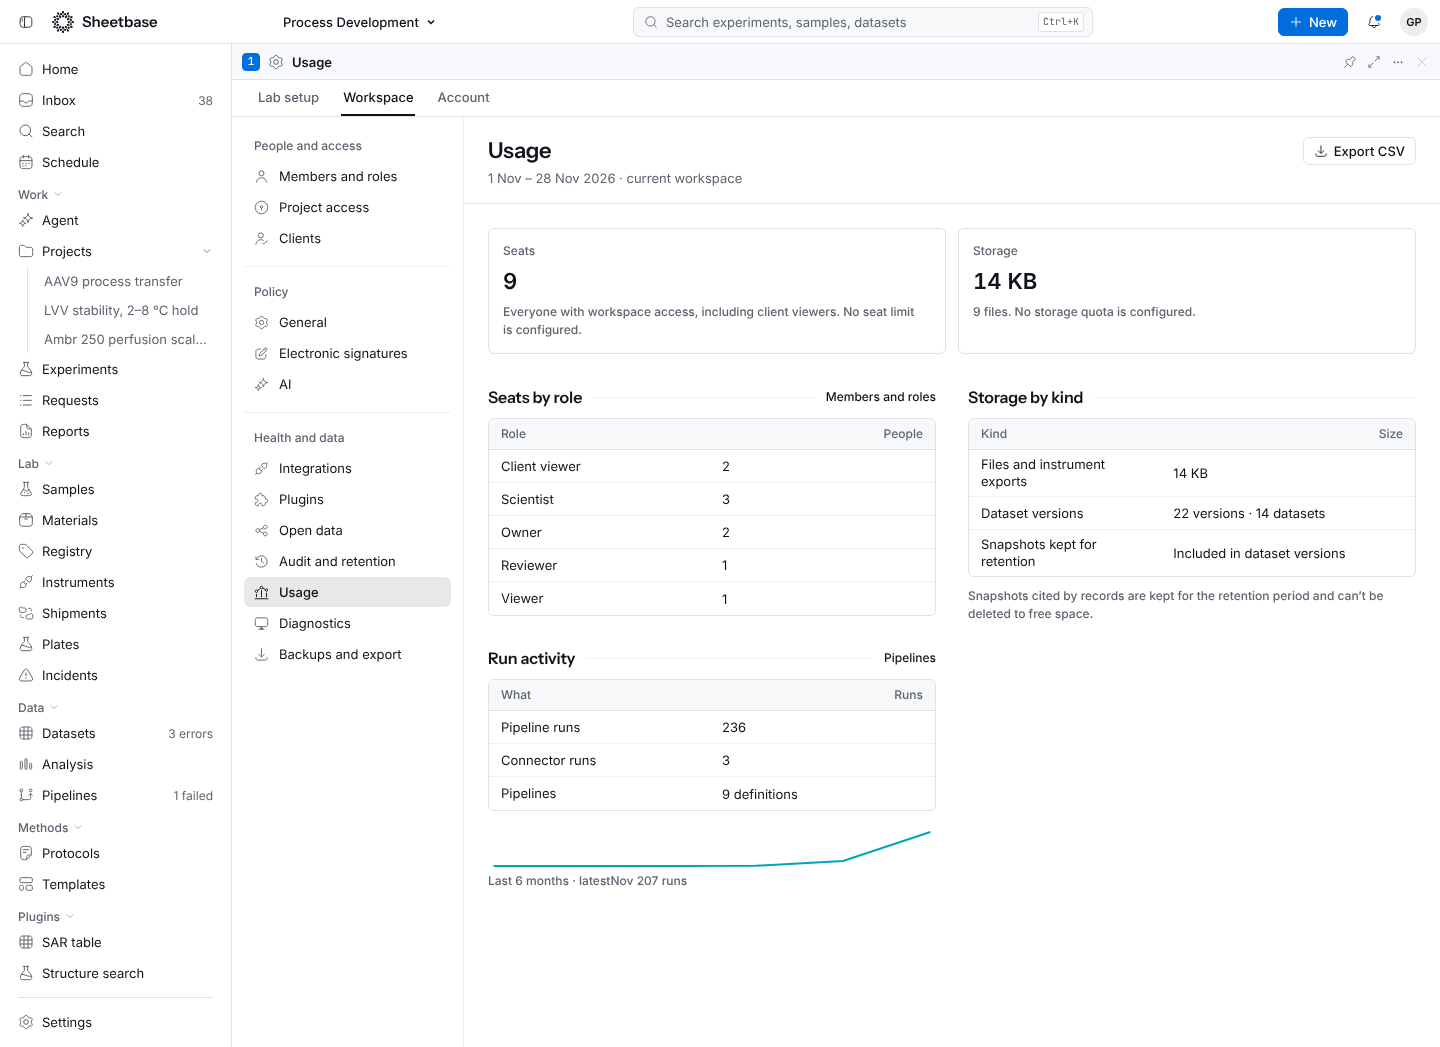 Sheetbase
Process Development
Search experiments, samples, datasets
Ctrl+K
New
GP
Home
Inbox 38
Search
Schedule
Work
Agent
Projects
AAV9 process transfer
LVV stability, 2–8 °C hold
Ambr 250 perfusion scal...
Experiments
Requests
Reports
Lab
Samples
Materials
Registry
Instruments
Shipments
Plates
Incidents
Data
Datasets 3 errors
Analysis
Pipelines 1 failed
Methods
Protocols
Templates
Plugins
SAR table
Structure search
Settings
1 Usage
Lab setup Workspace Account
People and access
Members and roles
Project access
Clients
Policy
General
Electronic signatures
AI
Health and data
Integrations
Plugins
Open data
Audit and retention
Usage
Diagnostics
Backups and export
Usage
1 Nov – 28 Nov 2026 · current workspace
Export CSV
Seats
9
Everyone with workspace access, including client viewers. No seat limit
is configured.
Storage
14 KB
9 files. No storage quota is configured.
Seats by role Members and roles
Role People
Client viewer 2
Scientist 3
Owner 2
Reviewer 1
Viewer 1
Storage by kind
Kind Size
Files and instrument
exports
14 KB
Dataset versions 22 versions · 14 datasets
Snapshots kept for
retention
Included in dataset versions
Snapshots cited by records are kept for the retention period and can’t be
deleted to free space.
Run activity Pipelines
What Runs
Pipeline runs 236
Connector runs 3
Pipelines 9 definitions
Last 6 months · latestNov 207 runs